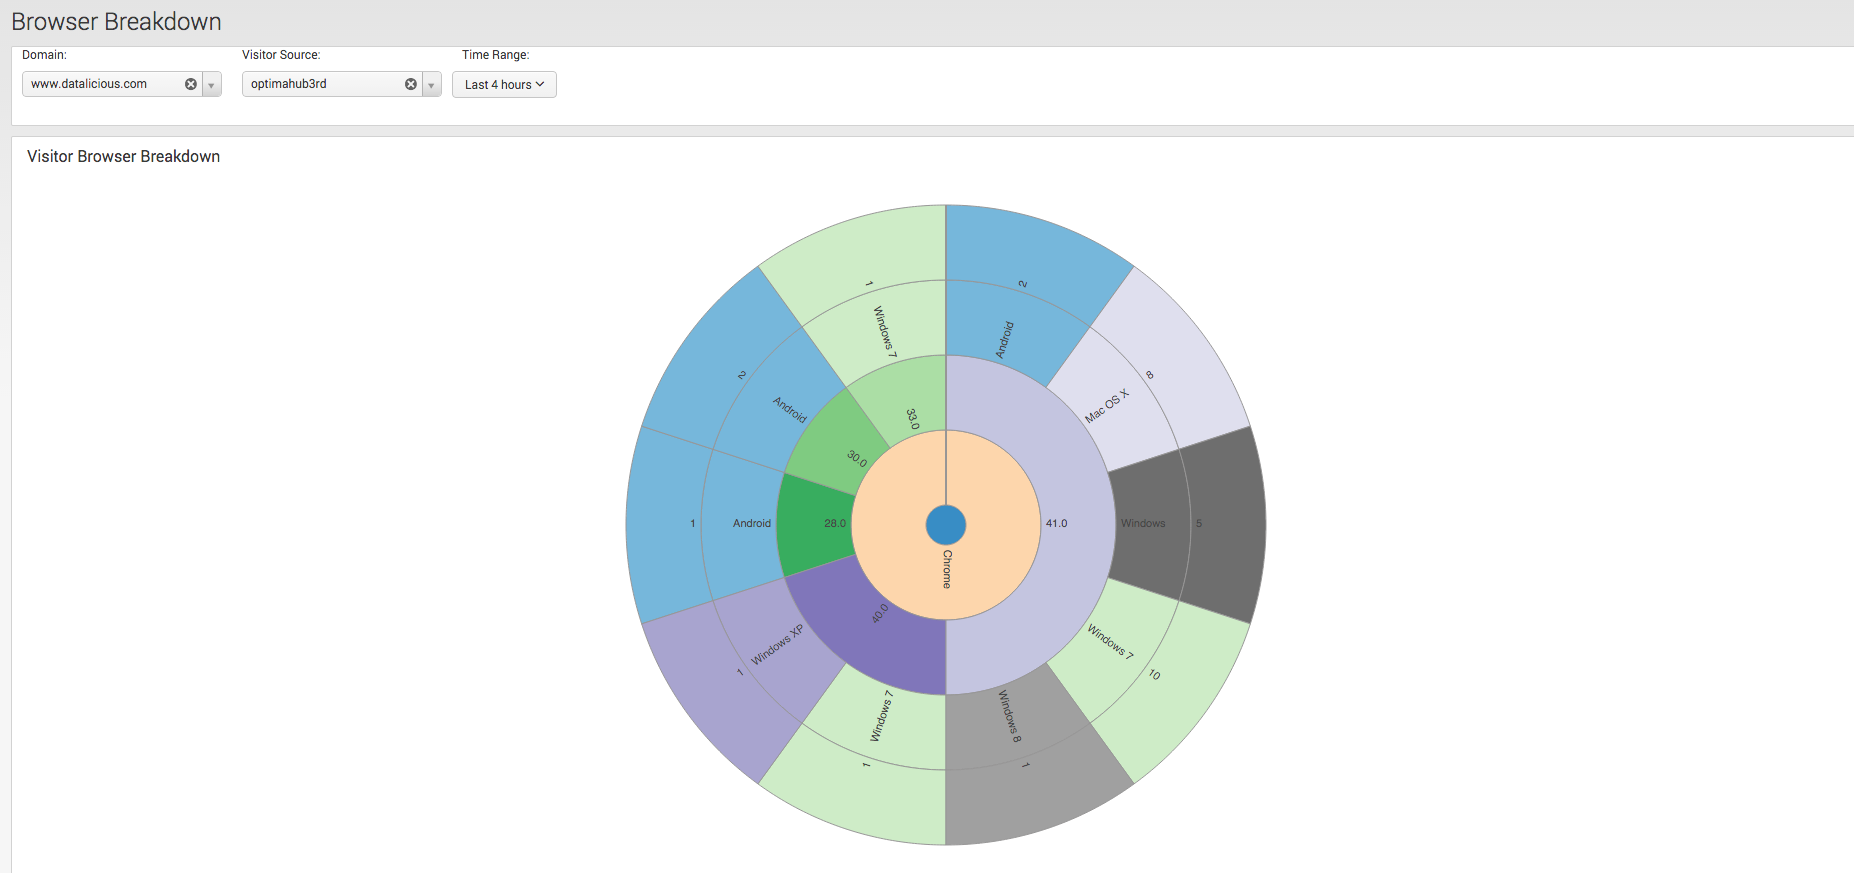 Browser Breakdown
Domain:
Visitor Source:
Time Range:
www.datalicious.com
optimahub3rd
Last 4 hours
Visitor Browser Breakdown
Chrome
41.0
Android
2
Mac OS X
8
Windows
5
Windows 7
10
Windows 8
1
40.0
Windows 7
1
Windows XP
1
28.0
Android
1
30.0
Android
2
33.0
Windows 7
1